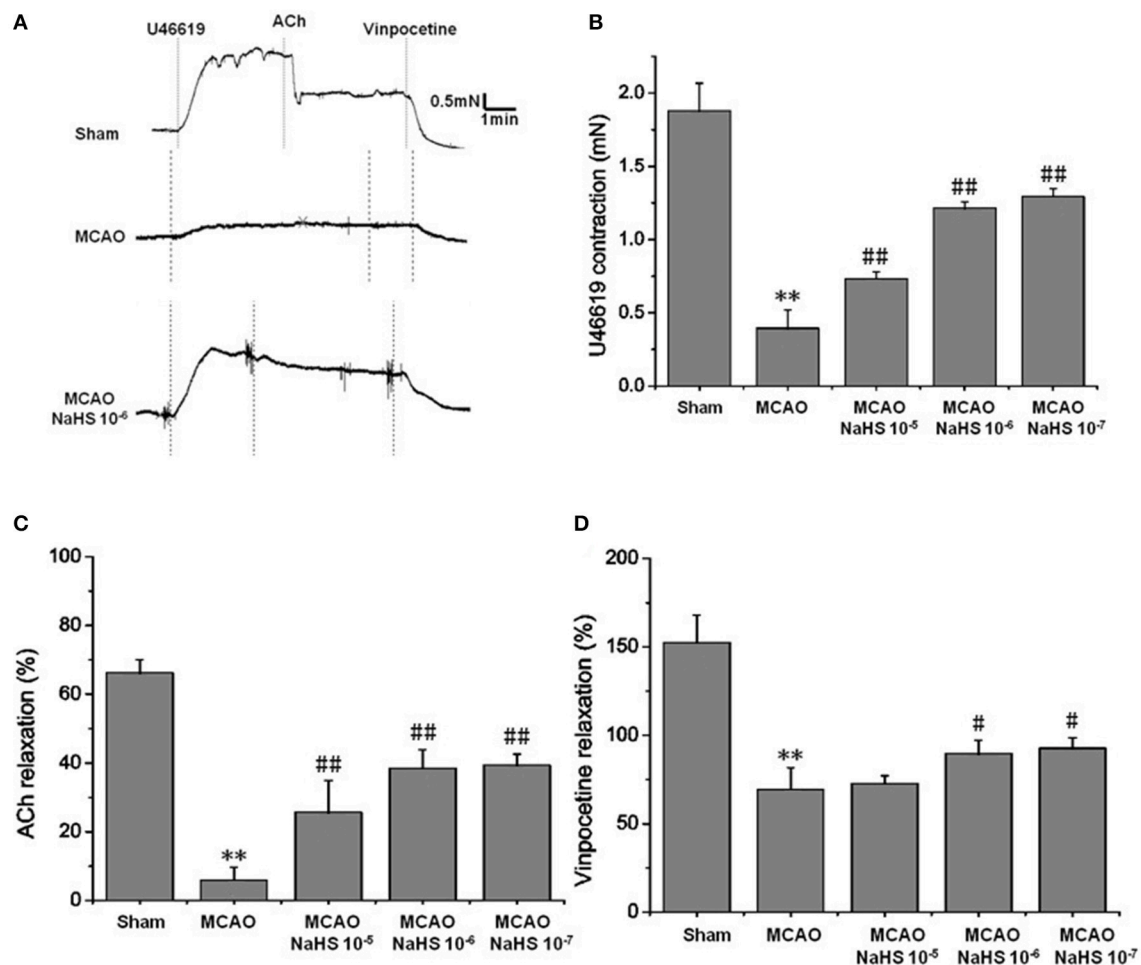 A
U46619
ACh
Vinpocetine
0.5mN
1min
Sham
MCAO
MCAO
NaHS 10⁻⁶
B
U46619 contraction (mN)
2.0
1.5
1.0
0.5
0.0
**
##
##
##
Sham
MCAO
MCAO
NaHS 10⁻⁵
MCAO
NaHS 10⁻⁶
MCAO
NaHS 10⁻⁷
C
ACh relaxation (%)
100
80
60
40
20
0
**
##
##
##
Sham
MCAO
MCAO
NaHS 10⁻⁵
MCAO
NaHS 10⁻⁶
MCAO
NaHS 10⁻⁷
D
Vinpocetine relaxation (%)
200
150
100
50
0
**
#
#
Sham
MCAO
MCAO
NaHS 10⁻⁵
MCAO
NaHS 10⁻⁶
MCAO
NaHS 10⁻⁷